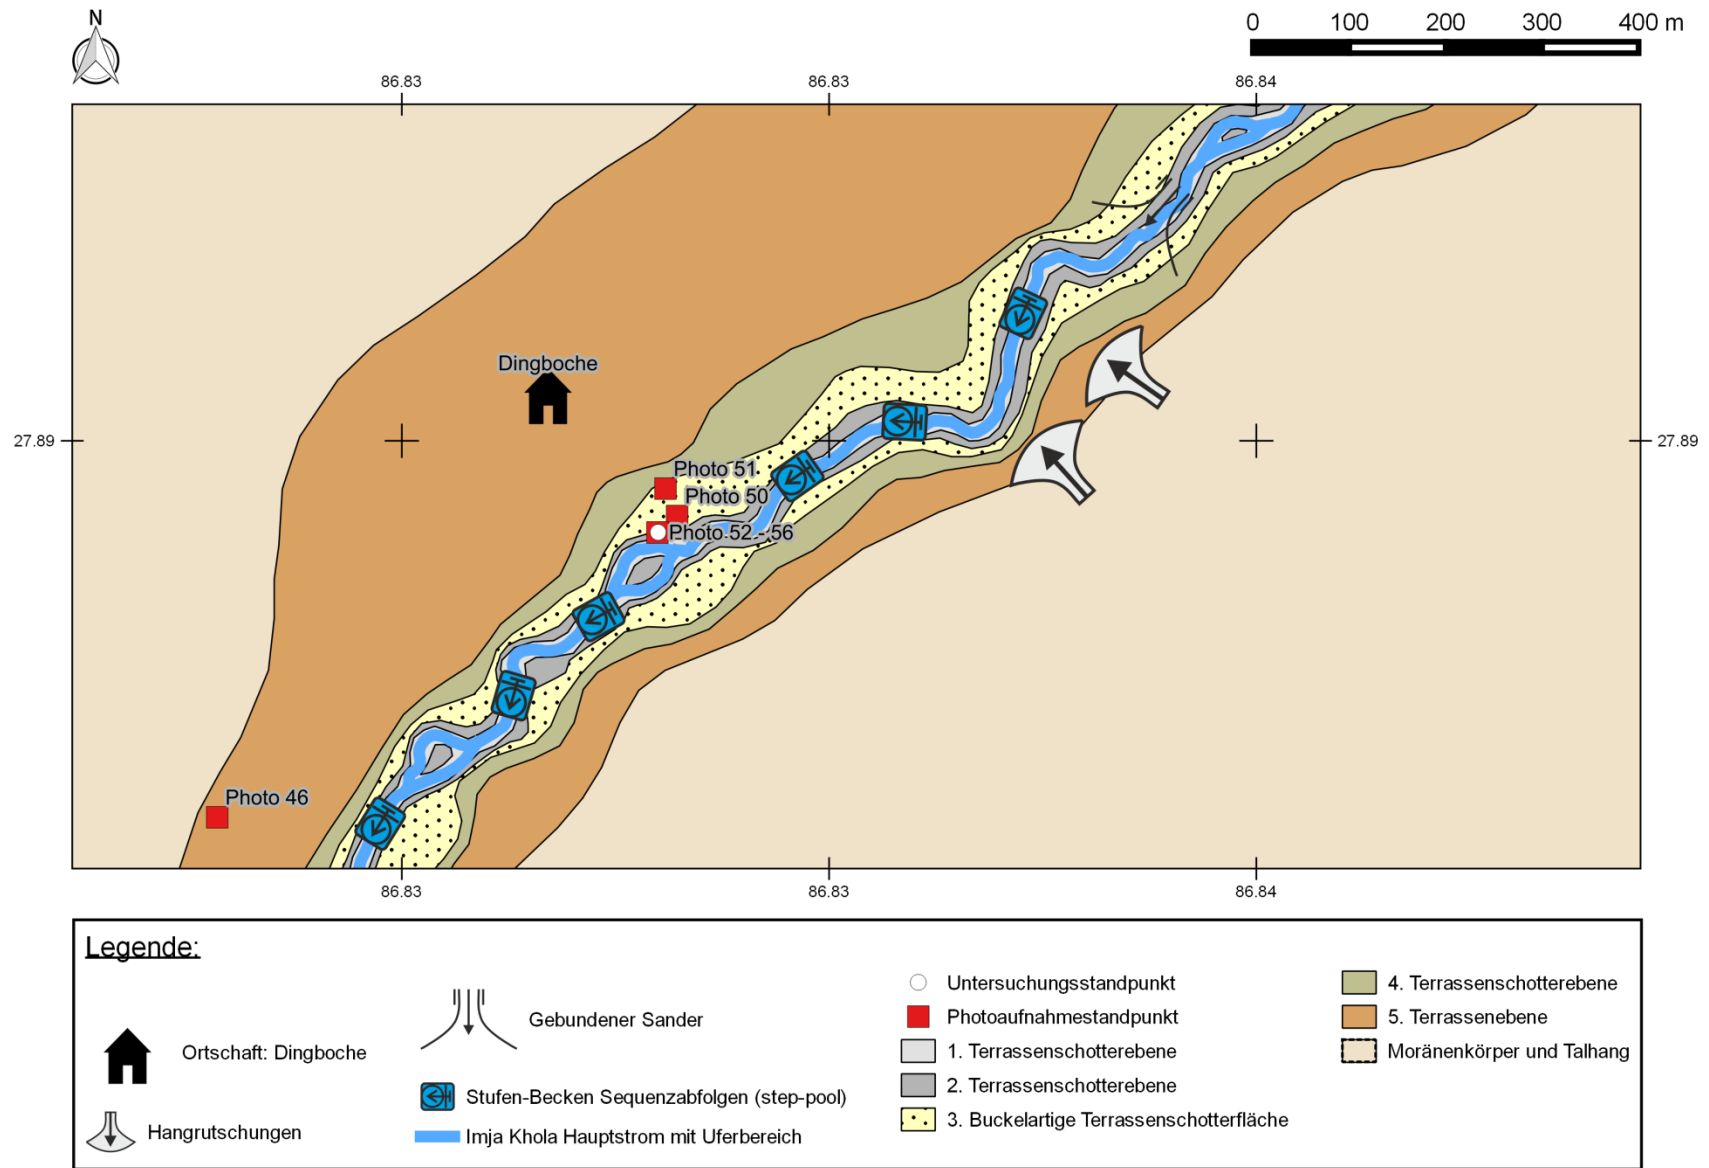 N
0 100 200 300 400 m
86.83 86.83 86.84
Dingboche
27.89 27.89
Photo 51
Photo 50
Photo 52 - 56
Photo 46
86.83 86.83 86.84
Legende:
Ortschaft: Dingboche
Hangrutschungen
Gebundener Sander
Stufen-Becken Sequenzabfolgen (step-pool)
Imja Khola Hauptstrom mit Uferbereich
Untersuchungsstandpunkt
Photoaufnahmestandpunkt
1. Terrassenschotterebene
2. Terrassenschotterebene
3. Buckelartige Terrassenschotterfläche
4. Terrassenschotterebene
5. Terrassenebene
Moränenkörper und Talhang